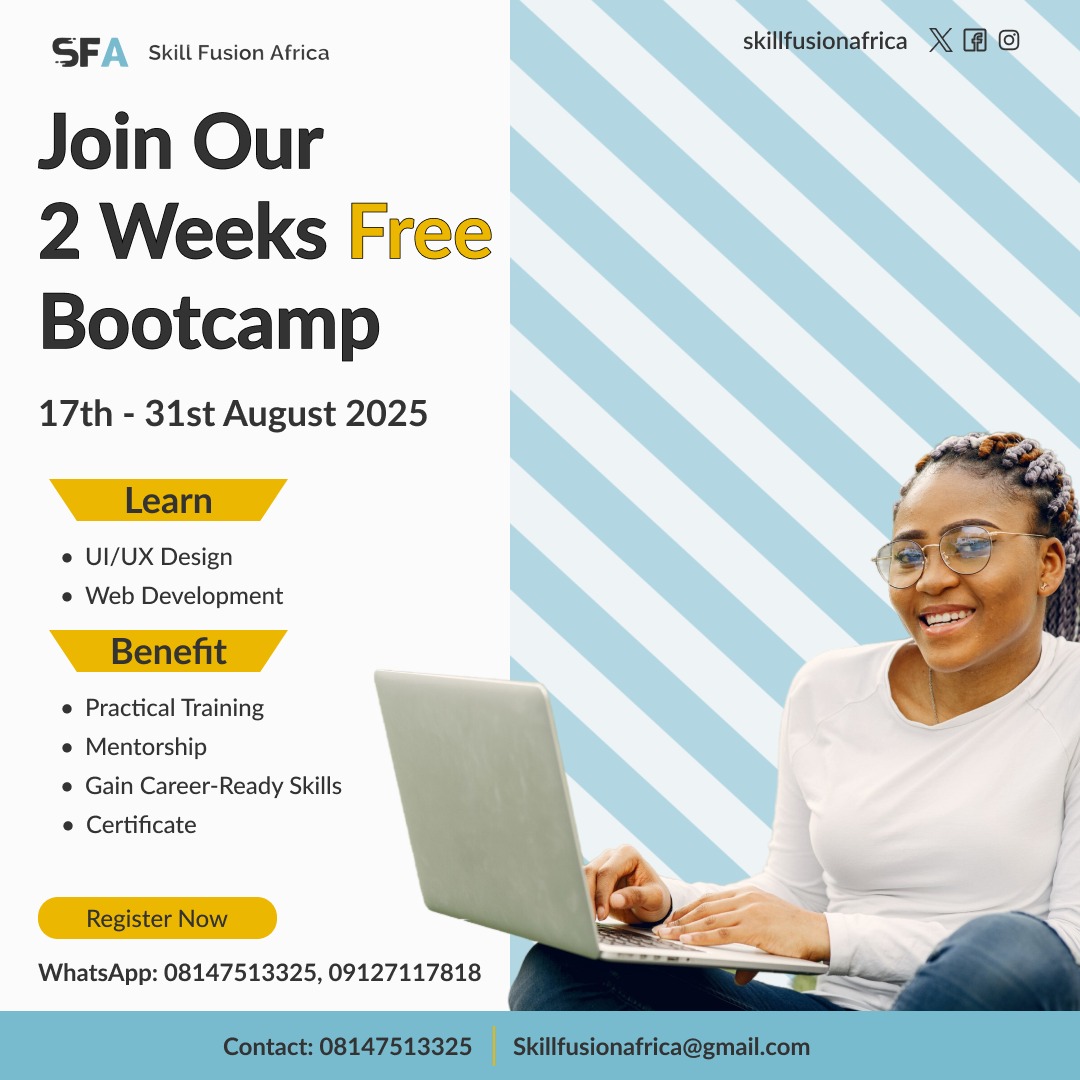 SFA Skill Fusion Africa
skillfusionafrica
Join Our
2 Weeks Free
Bootcamp
17th - 31st August 2025
Learn
• UI/UX Design
• Web Development
Benefit
• Practical Training
• Mentorship
• Gain Career-Ready Skills
• Certificate
Register Now
WhatsApp: 08147513325, 09127117818
Contact: 08147513325 | Skillfusionafrica@gmail.com